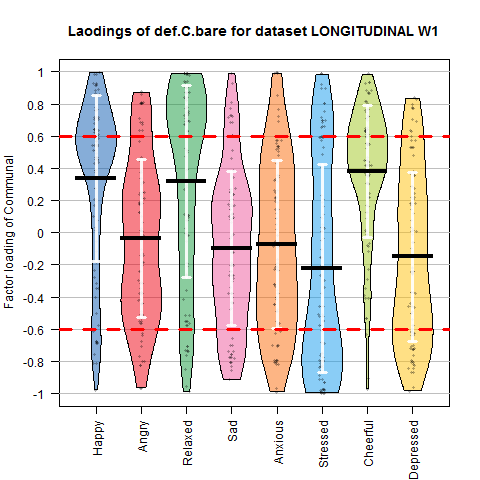 Laodings of def.C.bare for dataset LONGITUDINAL W1
Factor loading of Communal
1
0.8
0.6
0.4
0.2
0
-0.2
-0.4
-0.6
-0.8
-1
Happy
Angry
Relaxed
Sad
Anxious
Stressed
Cheerful
Depressed